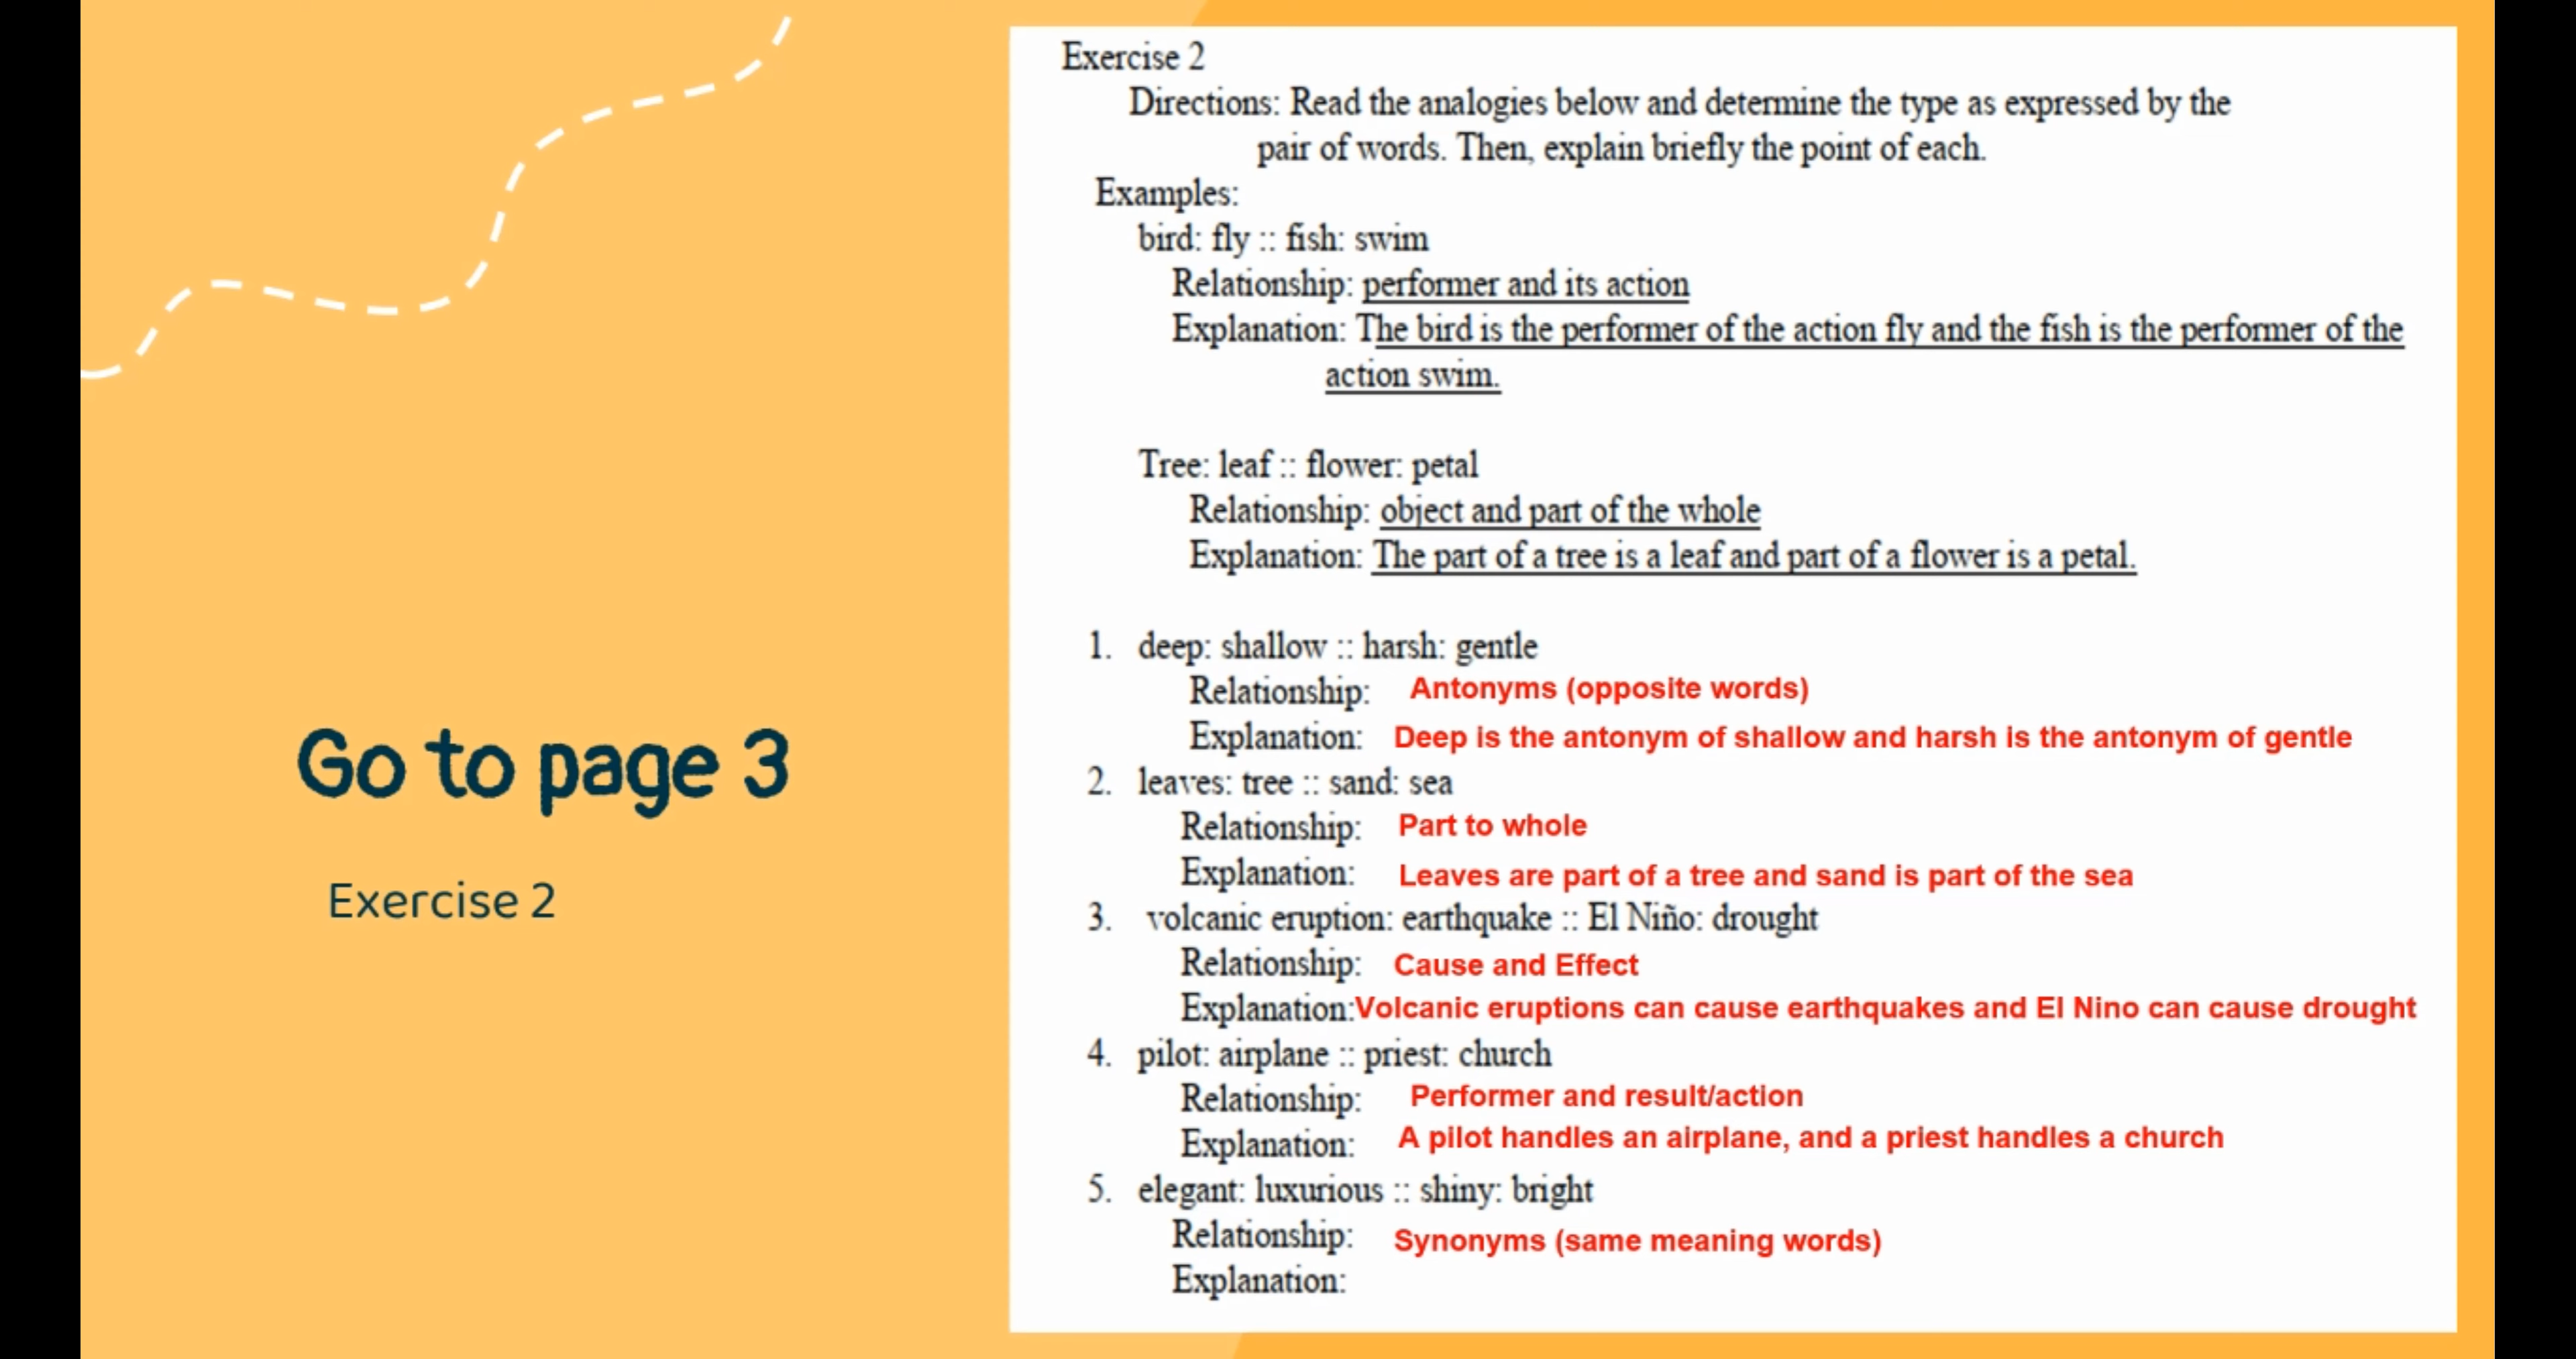 Go to page 3
Exercise 2
Exercise 2
Directions: Read the analogies below and determine the type as expressed by the
pair of words. Then, explain briefly the point of each.
Examples:
bird: fly :: fish: swim
Relationship: performer and its action
Explanation: The bird is the performer of the action fly and the fish is the performer of the
action swim.
Tree: leaf :: flower: petal
Relationship: object and part of the whole
Explanation: The part of a tree is a leaf and part of a flower is a petal.
1. deep: shallow :: harsh: gentle
Relationship: Antonyms (opposite words)
Explanation: Deep is the antonym of shallow and harsh is the antonym of gentle
2. leaves: tree :: sand: sea
Relationship: Part to whole
Explanation: Leaves are part of a tree and sand is part of the sea
3. volcanic eruption: earthquake :: El Niño: drought
Relationship: Cause and Effect
Explanation:Volcanic eruptions can cause earthquakes and El Nino can cause drought
4. pilot: airplane :: priest: church
Relationship: Performer and result/action
Explanation: A pilot handles an airplane, and a priest handles a church
5. elegant: luxurious :: shiny: bright
Relationship: Synonyms (same meaning words)
Explanation: